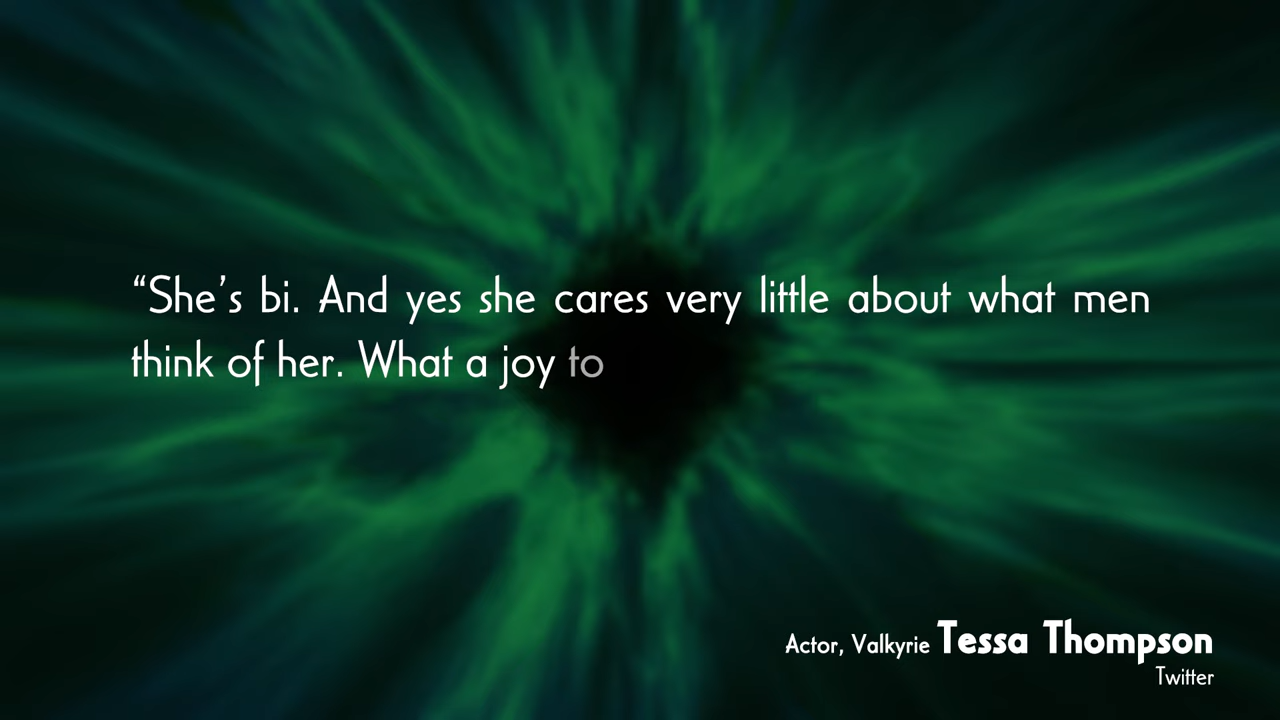 “She’s bi. And yes she cares very little about what men
think of her. What a joy to
Actor, Valkyrie Tessa Thompson
Twitter